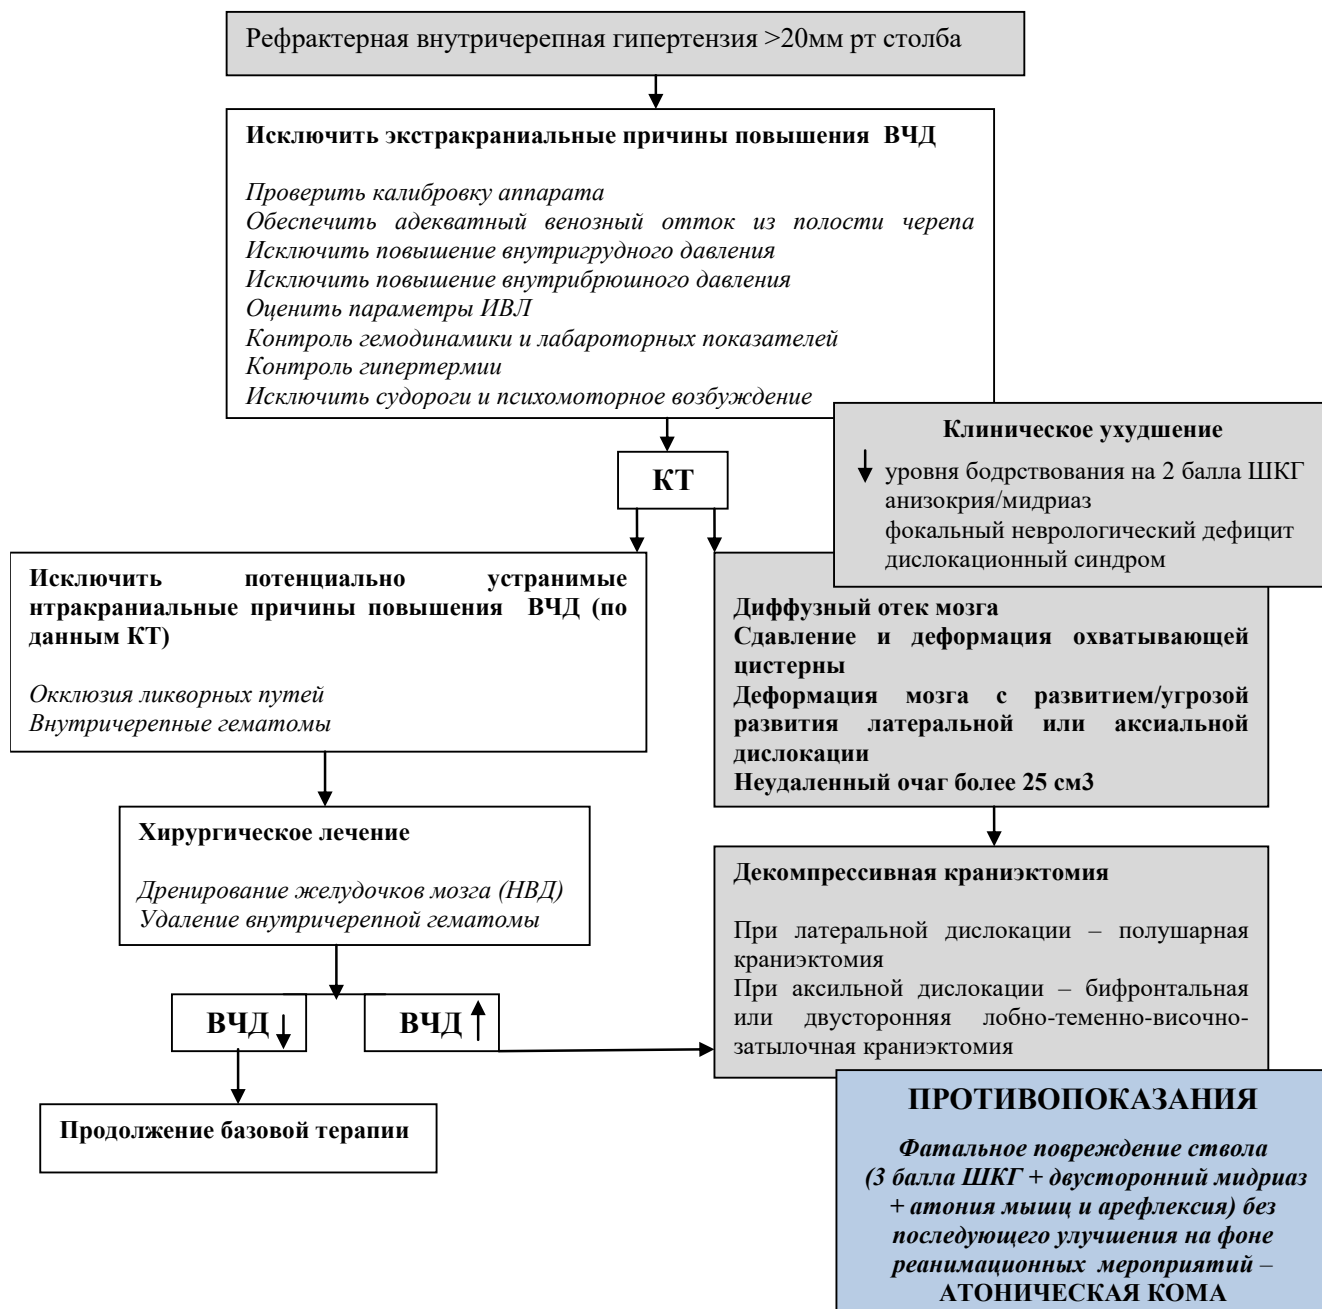 Рефрактерная внутричерепная гипертензия >20мм рт столба
Исключить экстракраниальные причины повышения ВЧД
Проверить калибровку аппарата
Обеспечить адекватный венозный отток из полости черепа
Исключить повышение внутригрудного давления
Исключить повышение внутрибрюшного давления
Оценить параметры ИВЛ
Контроль гемодинамики и лабароторных показателей
Контроль гипертермии
Исключить судороги и психомоторное возбуждение
Клиническое ухудшение
↓ уровня бодрствования на 2 балла ШКГ
анизокрия/мидриаз
фокальный неврологический дефицит
дислокационный синдром
КТ
Исключить потенциально устранимые
нтракраниальные причины повышения ВЧД (по
данным КТ)
Окклюзия ликворных путей
Внутричерепные гематомы
Диффузный отек мозга
Сдавление и деформация охватывающей
цистерны
Деформация мозга с развитием/угрозой
развития латеральной или аксиальной
дислокации
Неудаленный очаг более 25 см3
Хирургическое лечение
Дренирование желудочков мозга (НВД)
Удаление внутричерепной гематомы
Декомпрессивная краниэктомия
При латеральной дислокации – полушарная
краниэктомия
При аксильной дислокации – бифронтальная
или двусторонняя лобно-теменно-височно-
затылочная краниэктомия
ВЧД ↓
ВЧД ↑
Продолжение базовой терапии
ПРОТИВОПОКАЗАНИЯ
Фатальное повреждение ствола
(3 балла ШКГ + двусторонний мидриаз
+ атония мышц и арефлексия) без
последующего улучшения на фоне
реанимационных мероприятий –
АТОНИЧЕСКАЯ КОМА